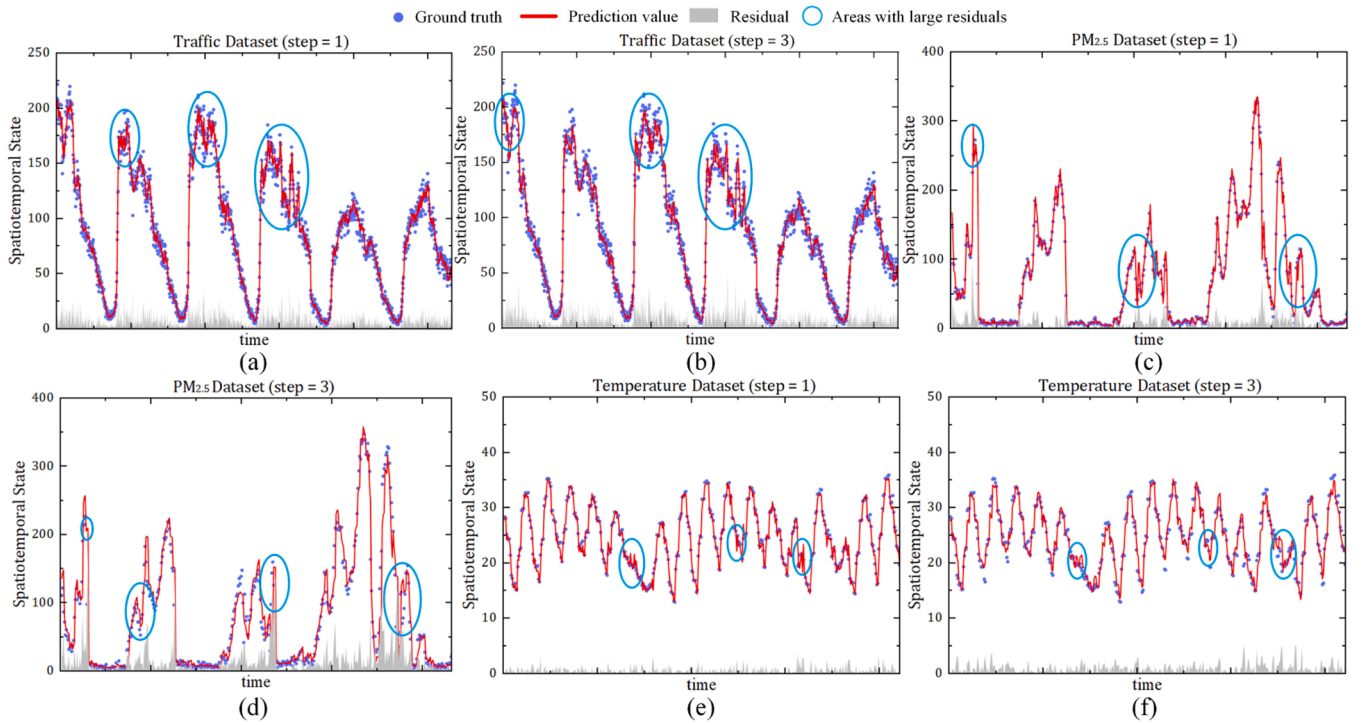 Ground truth Prediction value Residual Areas with large residuals
Traffic Dataset (step = 1)
Spatiotemporal State
250
200
150
100
50
0
time
(a)
Traffic Dataset (step = 3)
Spatiotemporal State
250
200
150
100
50
0
time
(b)
PM2.5 Dataset (step = 1)
Spatiotemporal State
400
300
200
100
0
time
(c)
PM2.5 Dataset (step = 3)
Spatiotemporal State
400
300
200
100
0
time
(d)
Temperature Dataset (step = 1)
Spatiotemporal State
50
40
30
20
10
0
time
(e)
Temperature Dataset (step = 3)
Spatiotemporal State
50
40
30
20
10
0
time
(f)